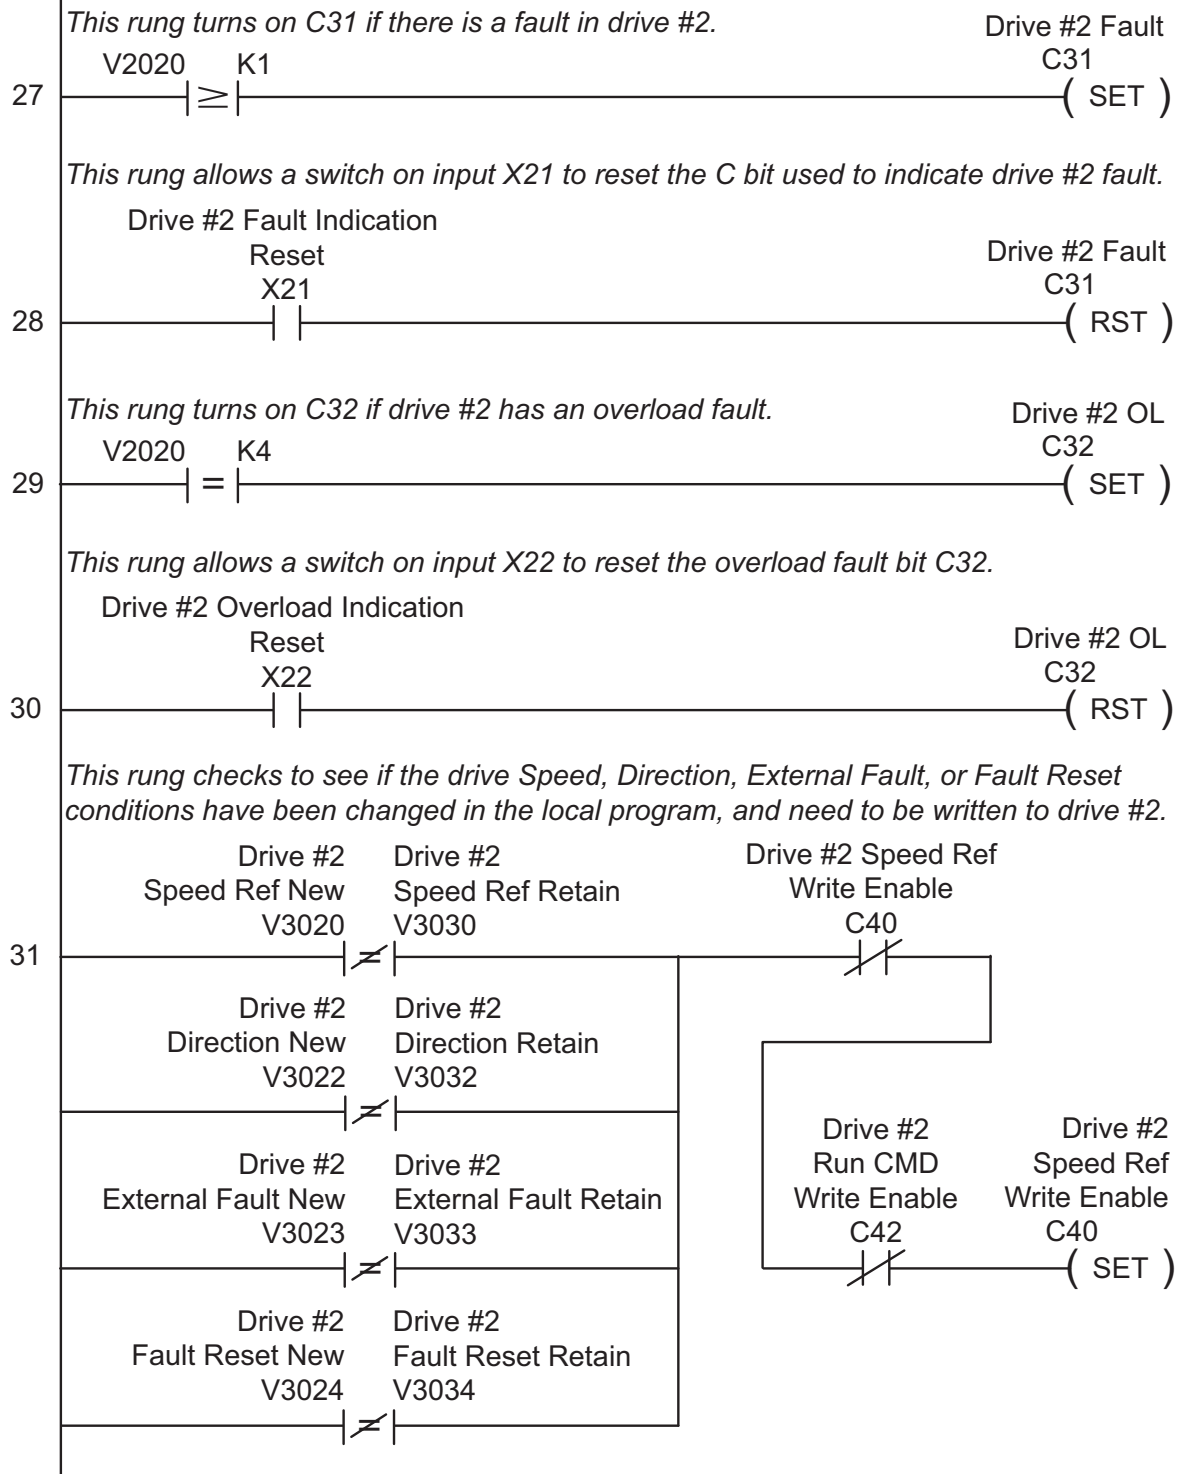 This rung turns on C31 if there is a fault in drive #2.
Drive #2 Fault
V2020 K1 C31
27 ≥ ( SET )
This rung allows a switch on input X21 to reset the C bit used to indicate drive #2 fault.
Drive #2 Fault Indication
Reset Drive #2 Fault
X21 C31
28 ( RST )
This rung turns on C32 if drive #2 has an overload fault.
Drive #2 OL
V2020 K4 C32
29 = ( SET )
This rung allows a switch on input X22 to reset the overload fault bit C32.
Drive #2 Overload Indication
Reset Drive #2 OL
X22 C32
30 ( RST )
This rung checks to see if the drive Speed, Direction, External Fault, or Fault Reset
conditions have been changed in the local program, and need to be written to drive #2.
Drive #2 Drive #2 Drive #2 Speed Ref
Speed Ref New Speed Ref Retain Write Enable
V3020 V3030 C40
31 ≠
Drive #2 Drive #2
Direction New Direction Retain
V3022 V3032
≠
Drive #2 Drive #2
Run CMD Speed Ref
Write Enable Write Enable
C42 C40
( SET )
Drive #2 Drive #2
External Fault New External Fault Retain
V3023 V3033
≠
Drive #2 Drive #2
Fault Reset New Fault Reset Retain
V3024 V3034
≠